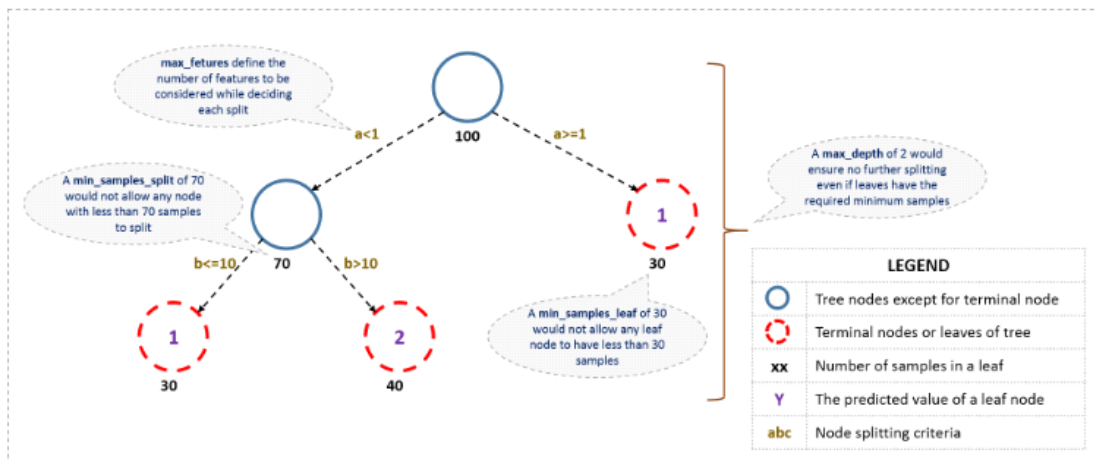 max_fetures define the
number of features to be
considered while deciding
each split
100
a<1
a>=1
A max_depth of 2 would
ensure no further splitting
even if leaves have the
required minimum samples
A min_samples_split of 70
would not allow any node
with less than 70 samples
to split
1
70
30
b<=10
b>10
A min_samples_leaf of 30
would not allow any leaf
node to have less than 30
samples
1
2
30
40
LEGEND
Tree nodes except for terminal node
Terminal nodes or leaves of tree
xx Number of samples in a leaf
Y The predicted value of a leaf node
abc Node splitting criteria